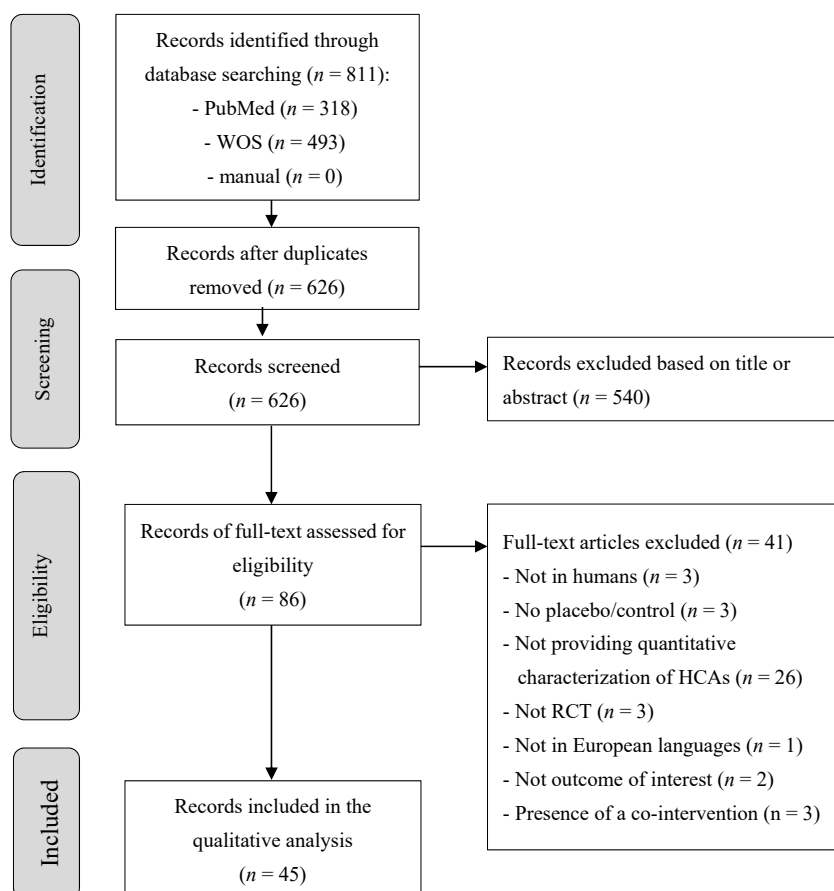 Identification
Records identified through
database searching (n = 811):
- PubMed (n = 318)
- WOS (n = 493)
- manual (n = 0)
Records after duplicates
removed (n = 626)
Screening
Records screened
(n = 626)
Records excluded based on title or
abstract (n = 540)
Eligibility
Records of full-text assessed for
eligibility
(n = 86)
Full-text articles excluded (n = 41)
- Not in humans (n = 3)
- No placebo/control (n = 3)
- Not providing quantitative
characterization of HCAs (n = 26)
- Not RCT (n = 3)
- Not in European languages (n = 1)
- Not outcome of interest (n = 2)
- Presence of a co-intervention (n = 3)
Included
Records included in the
qualitative analysis
(n = 45)